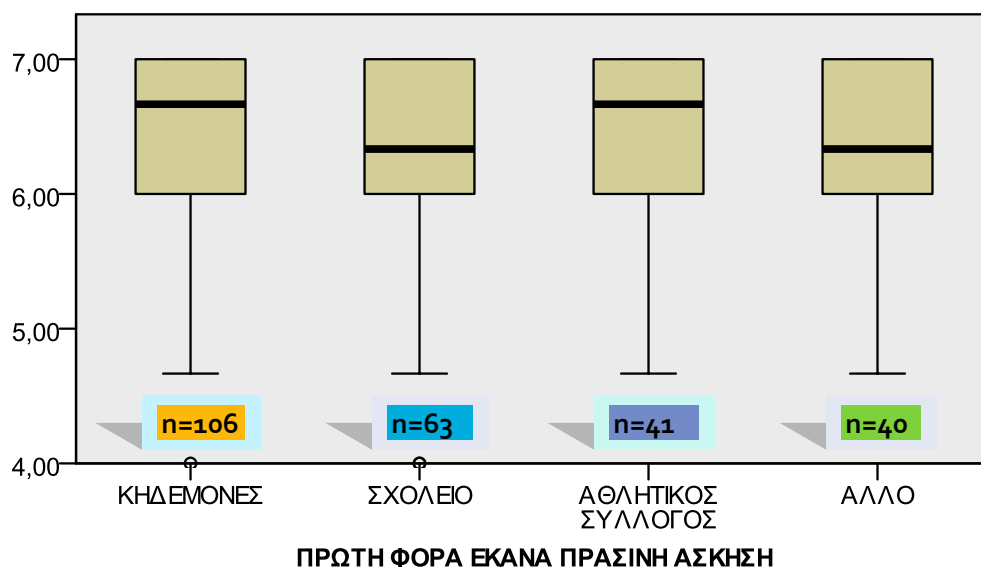 7,00
6,00
5,00
4,00
n=106
n=63
n=41
n=40
ΚΗΔΕΜΟΝΕΣ
ΣΧΟΛΕΙΟ
ΑΘΛΗΤΙΚΟΣ
ΣΥΛΛΟΓΟΣ
ΑΛΛΟ
ΠΡΩΤΗ ΦΟΡΑ ΕΚΑΝΑ ΠΡΑΣΙΝΗ ΑΣΚΗΣΗ